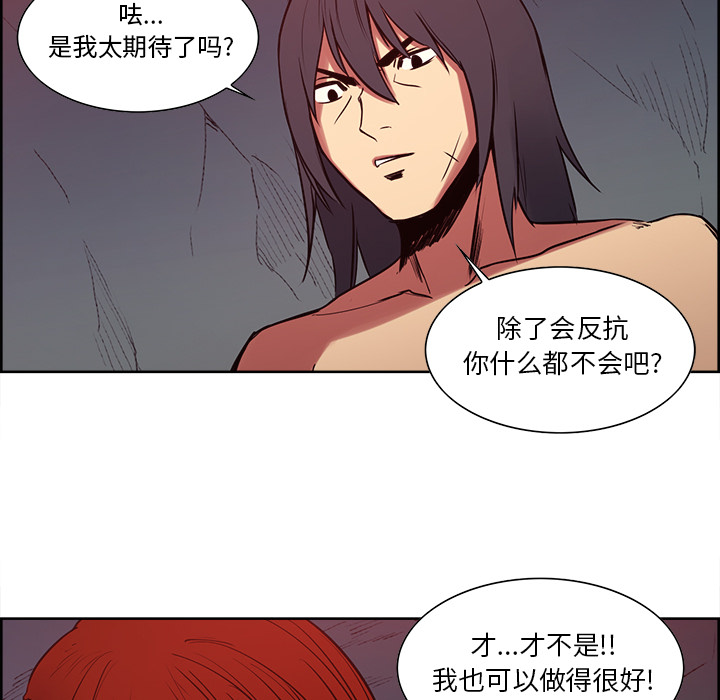 呿...
是我太期待了吗?
除了会反抗
你什么都不会吧?
才...才不是!!
我也可以做得很好!